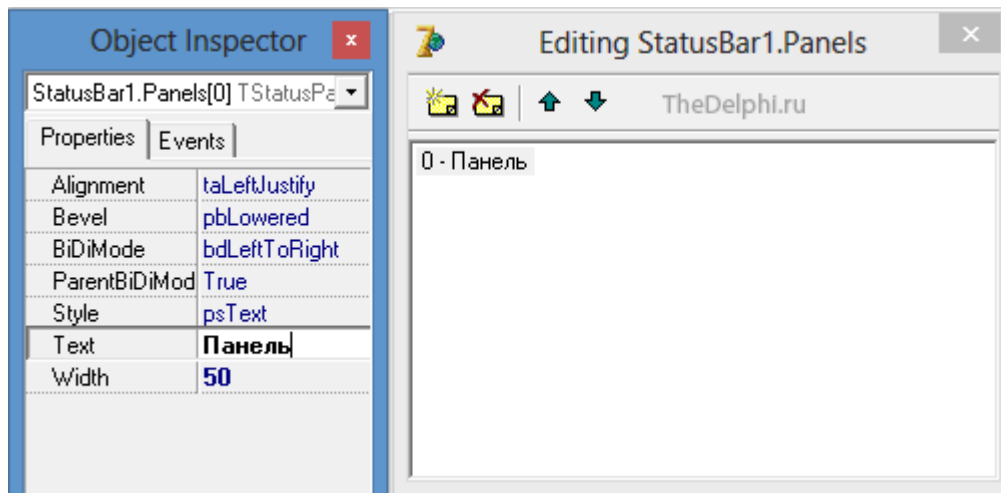 Object Inspector
x
StatusBar1.Panels[0] TStatusPa
Properties
Events
Alignment taLeftJustify
Bevel pbLowered
BiDiMode bdLeftToRight
ParentBiDiMod True
Style psText
Text Панель
Width 50
Editing StatusBar1.Panels
TheDelphi.ru
0 - Панель